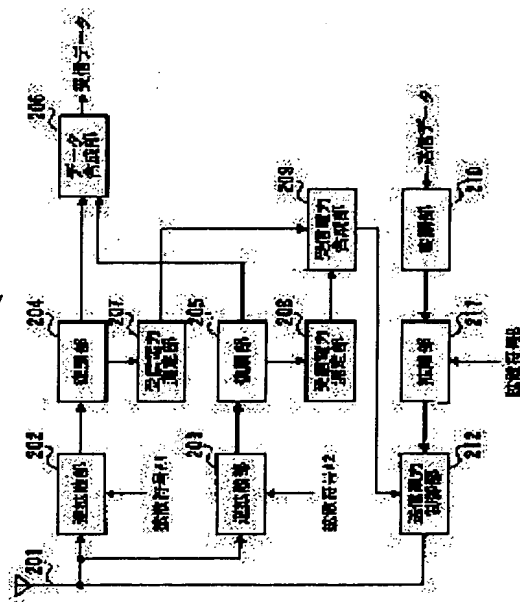 201
202
逆拡散部
拡散符号#1
204
復調部
206
データ
合成部
受信データ
207
受信電力
測定部
203
逆拡散部
拡散符号#2
205
復調部
208
受信電力
測定部
209
受信電力
合成部
212
送信電力
制御部
211
拡散部
拡散符号
210
変調部
送信データ